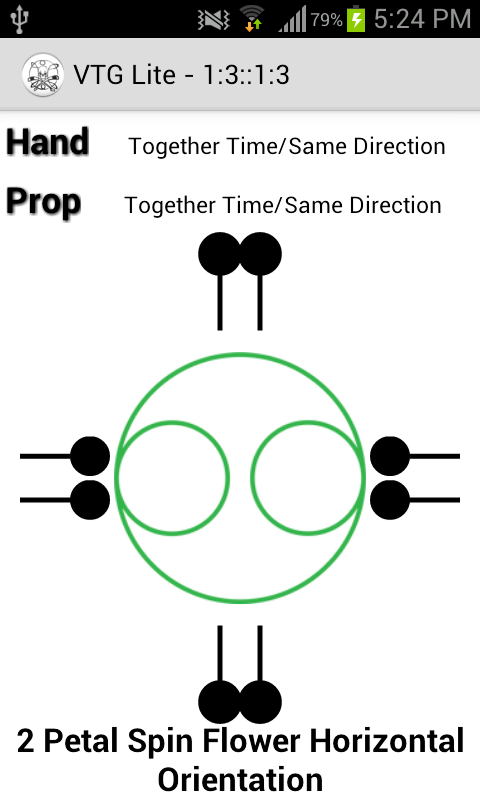 79% 5:24 PM
VTG Lite - 1:3::1:3
Hand Together Time/Same Direction
Prop Together Time/Same Direction
2 Petal Spin Flower Horizontal
Orientation